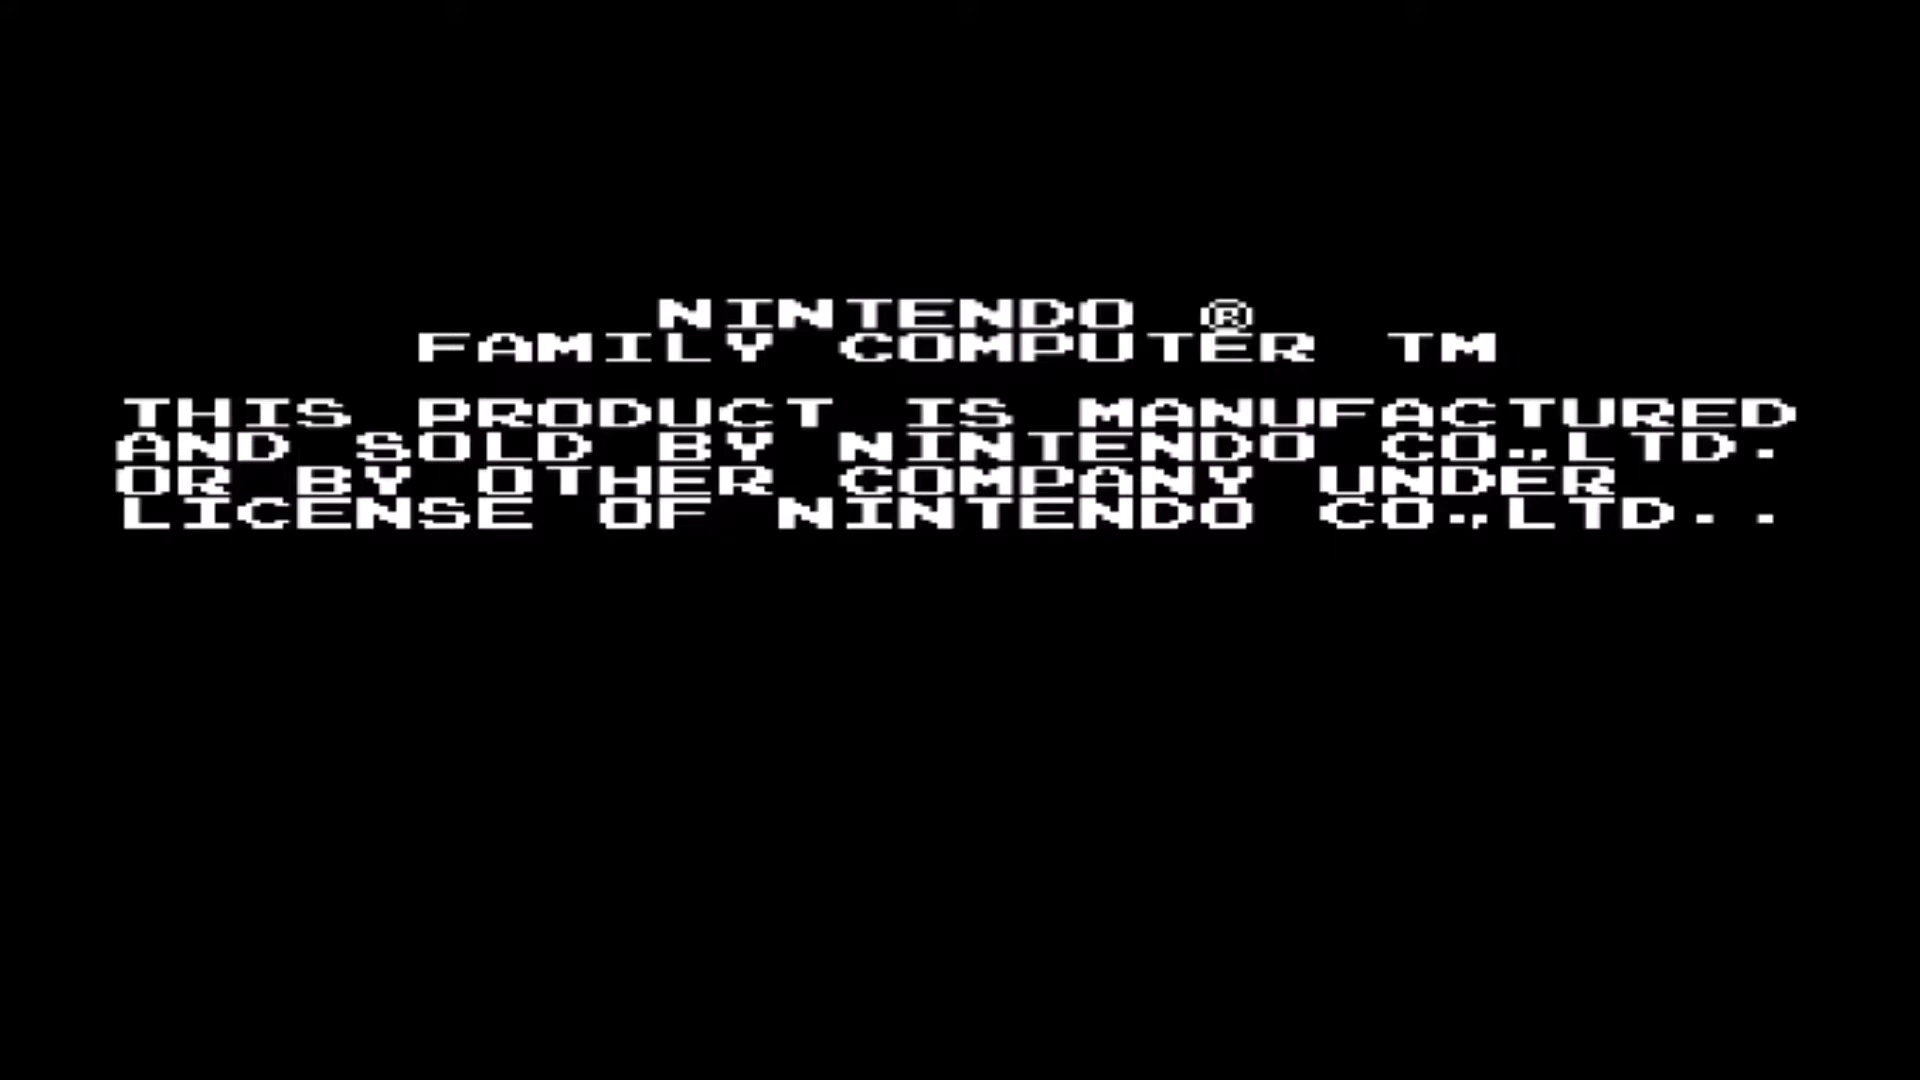 NINTENDO ®
FAMILY COMPUTER TM
THIS PRODUCT IS MANUFACTURED
AND SOLD BY NINTENDO CO.,LTD.
OR BY OTHER COMPANY UNDER
LICENSE OF NINTENDO CO.,LTD..